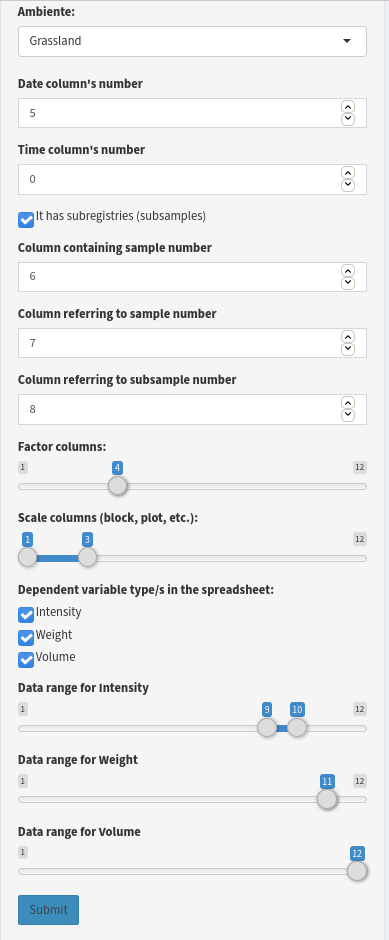 Ambiente:
Grassland
Date column's number
5
Time column's number
0
It has subregistries (subsamples)
Column containing sample number
6
Column referring to sample number
7
Column referring to subsample number
8
Factor columns:
1 4 12
Scale columns (block, plot, etc.):
1 3 12
Dependent variable type/s in the spreadsheet:
Intensity
Weight
Volume
Data range for Intensity
1 9 10 12
Data range for Weight
1 11 12
Data range for Volume
1 12
Submit